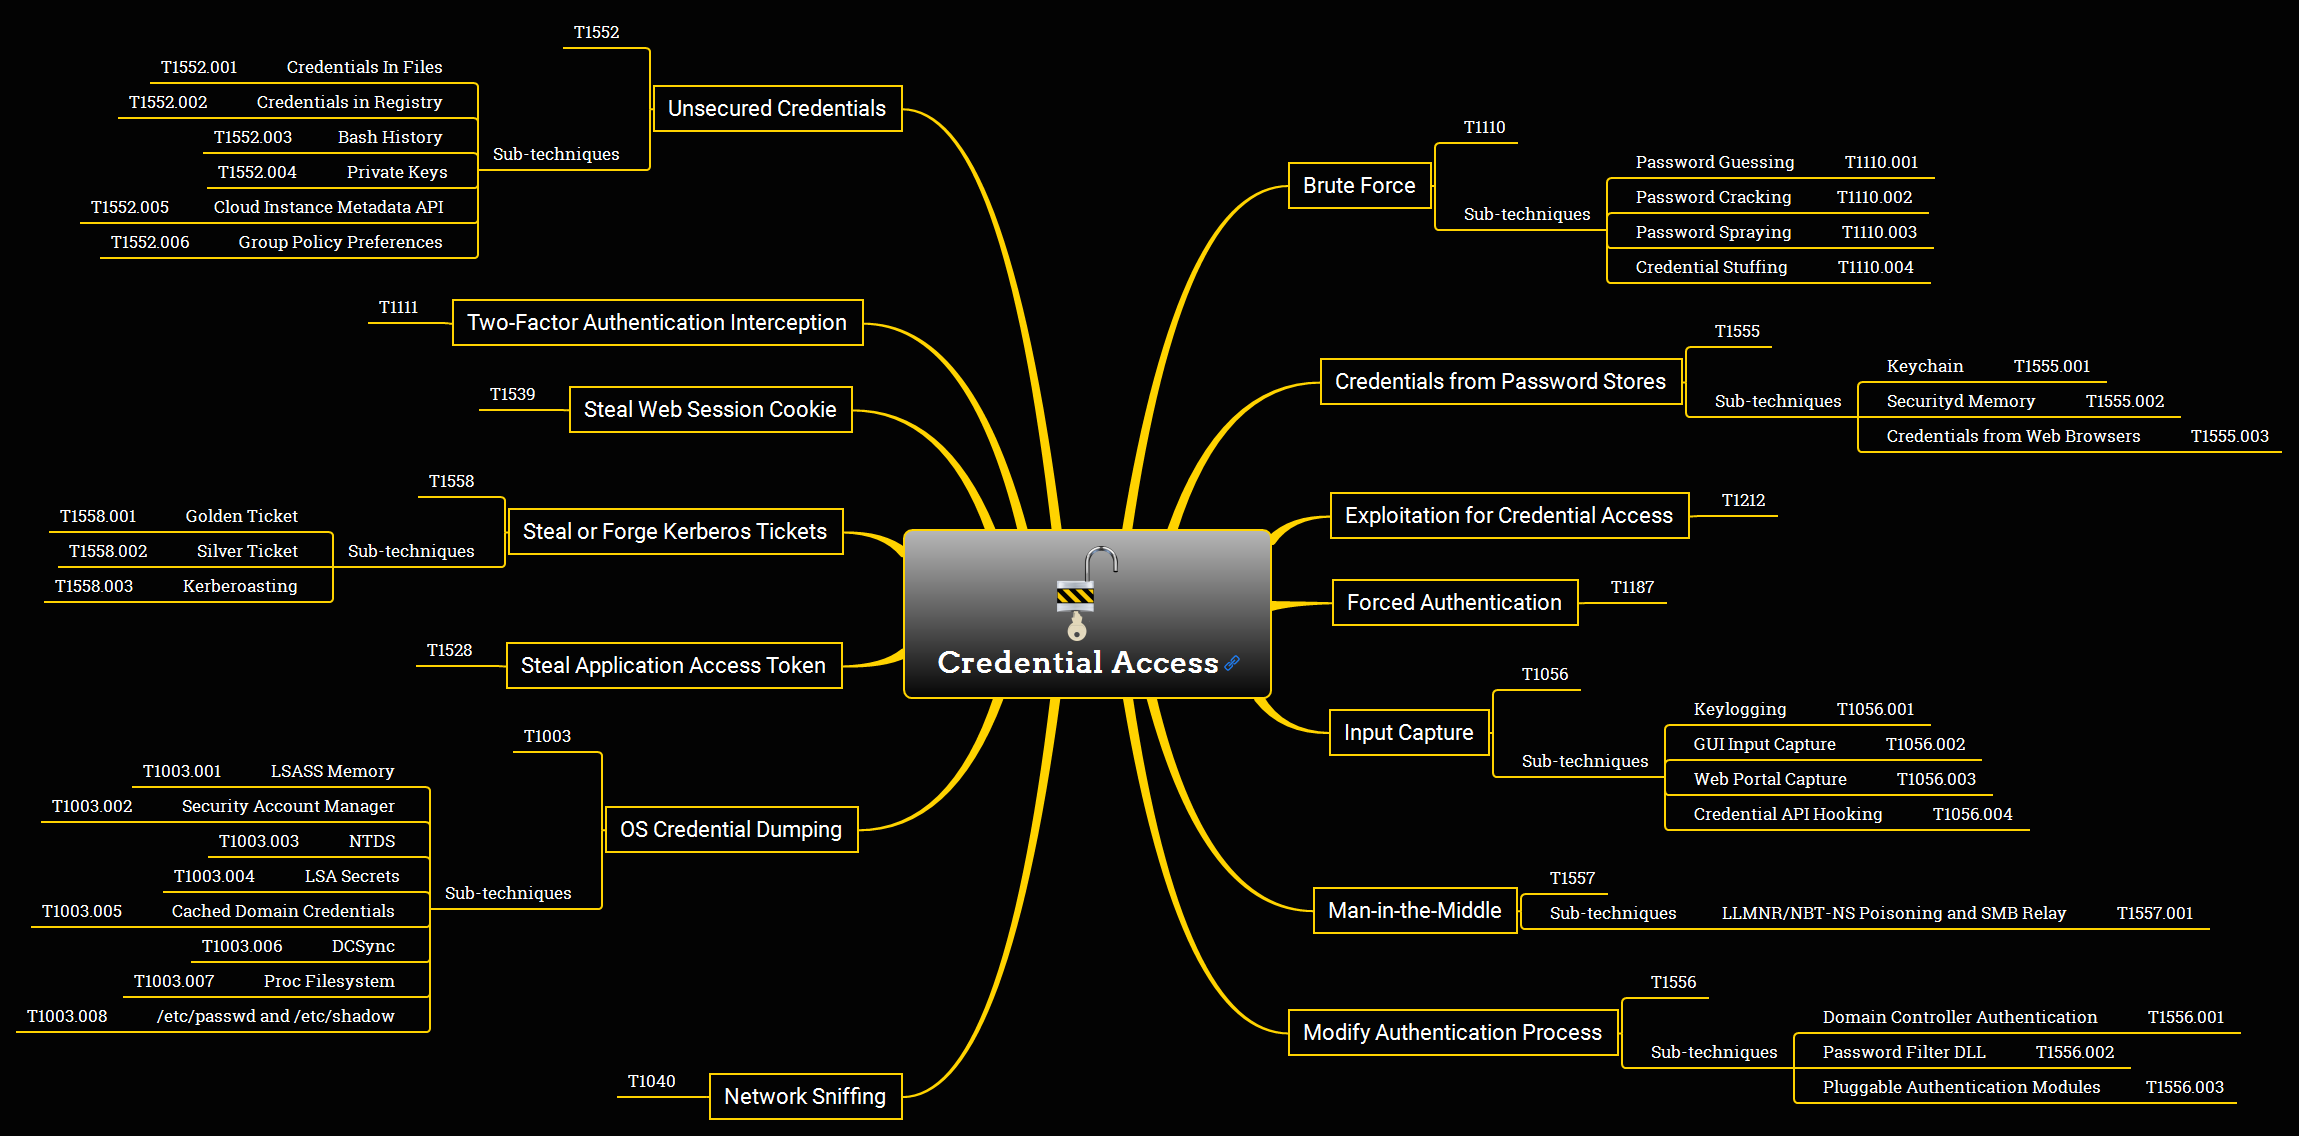 Credential Access
Unsecured Credentials
T1552
Sub-techniques
T1552.001 Credentials In Files
T1552.002 Credentials in Registry
T1552.003 Bash History
T1552.004 Private Keys
T1552.005 Cloud Instance Metadata API
T1552.006 Group Policy Preferences
T1111 Two-Factor Authentication Interception
T1539 Steal Web Session Cookie
Steal or Forge Kerberos Tickets
T1558
Sub-techniques
T1558.001 Golden Ticket
T1558.002 Silver Ticket
T1558.003 Kerberoasting
T1528 Steal Application Access Token
OS Credential Dumping
T1003
Sub-techniques
T1003.001 LSASS Memory
T1003.002 Security Account Manager
T1003.003 NTDS
T1003.004 LSA Secrets
T1003.005 Cached Domain Credentials
T1003.006 DCSync
T1003.007 Proc Filesystem
T1003.008 /etc/passwd and /etc/shadow
T1040 Network Sniffing
Brute Force
T1110
Sub-techniques
Password Guessing T1110.001
Password Cracking T1110.002
Password Spraying T1110.003
Credential Stuffing T1110.004
Credentials from Password Stores
T1555
Sub-techniques
Keychain T1555.001
Securityd Memory T1555.002
Credentials from Web Browsers T1555.003
Exploitation for Credential Access T1212
Forced Authentication T1187
Input Capture
T1056
Sub-techniques
Keylogging T1056.001
GUI Input Capture T1056.002
Web Portal Capture T1056.003
Credential API Hooking T1056.004
Man-in-the-Middle
T1557
Sub-techniques LLMNR/NBT-NS Poisoning and SMB Relay T1557.001
Modify Authentication Process
T1556
Sub-techniques
Domain Controller Authentication T1556.001
Password Filter DLL T1556.002
Pluggable Authentication Modules T1556.003